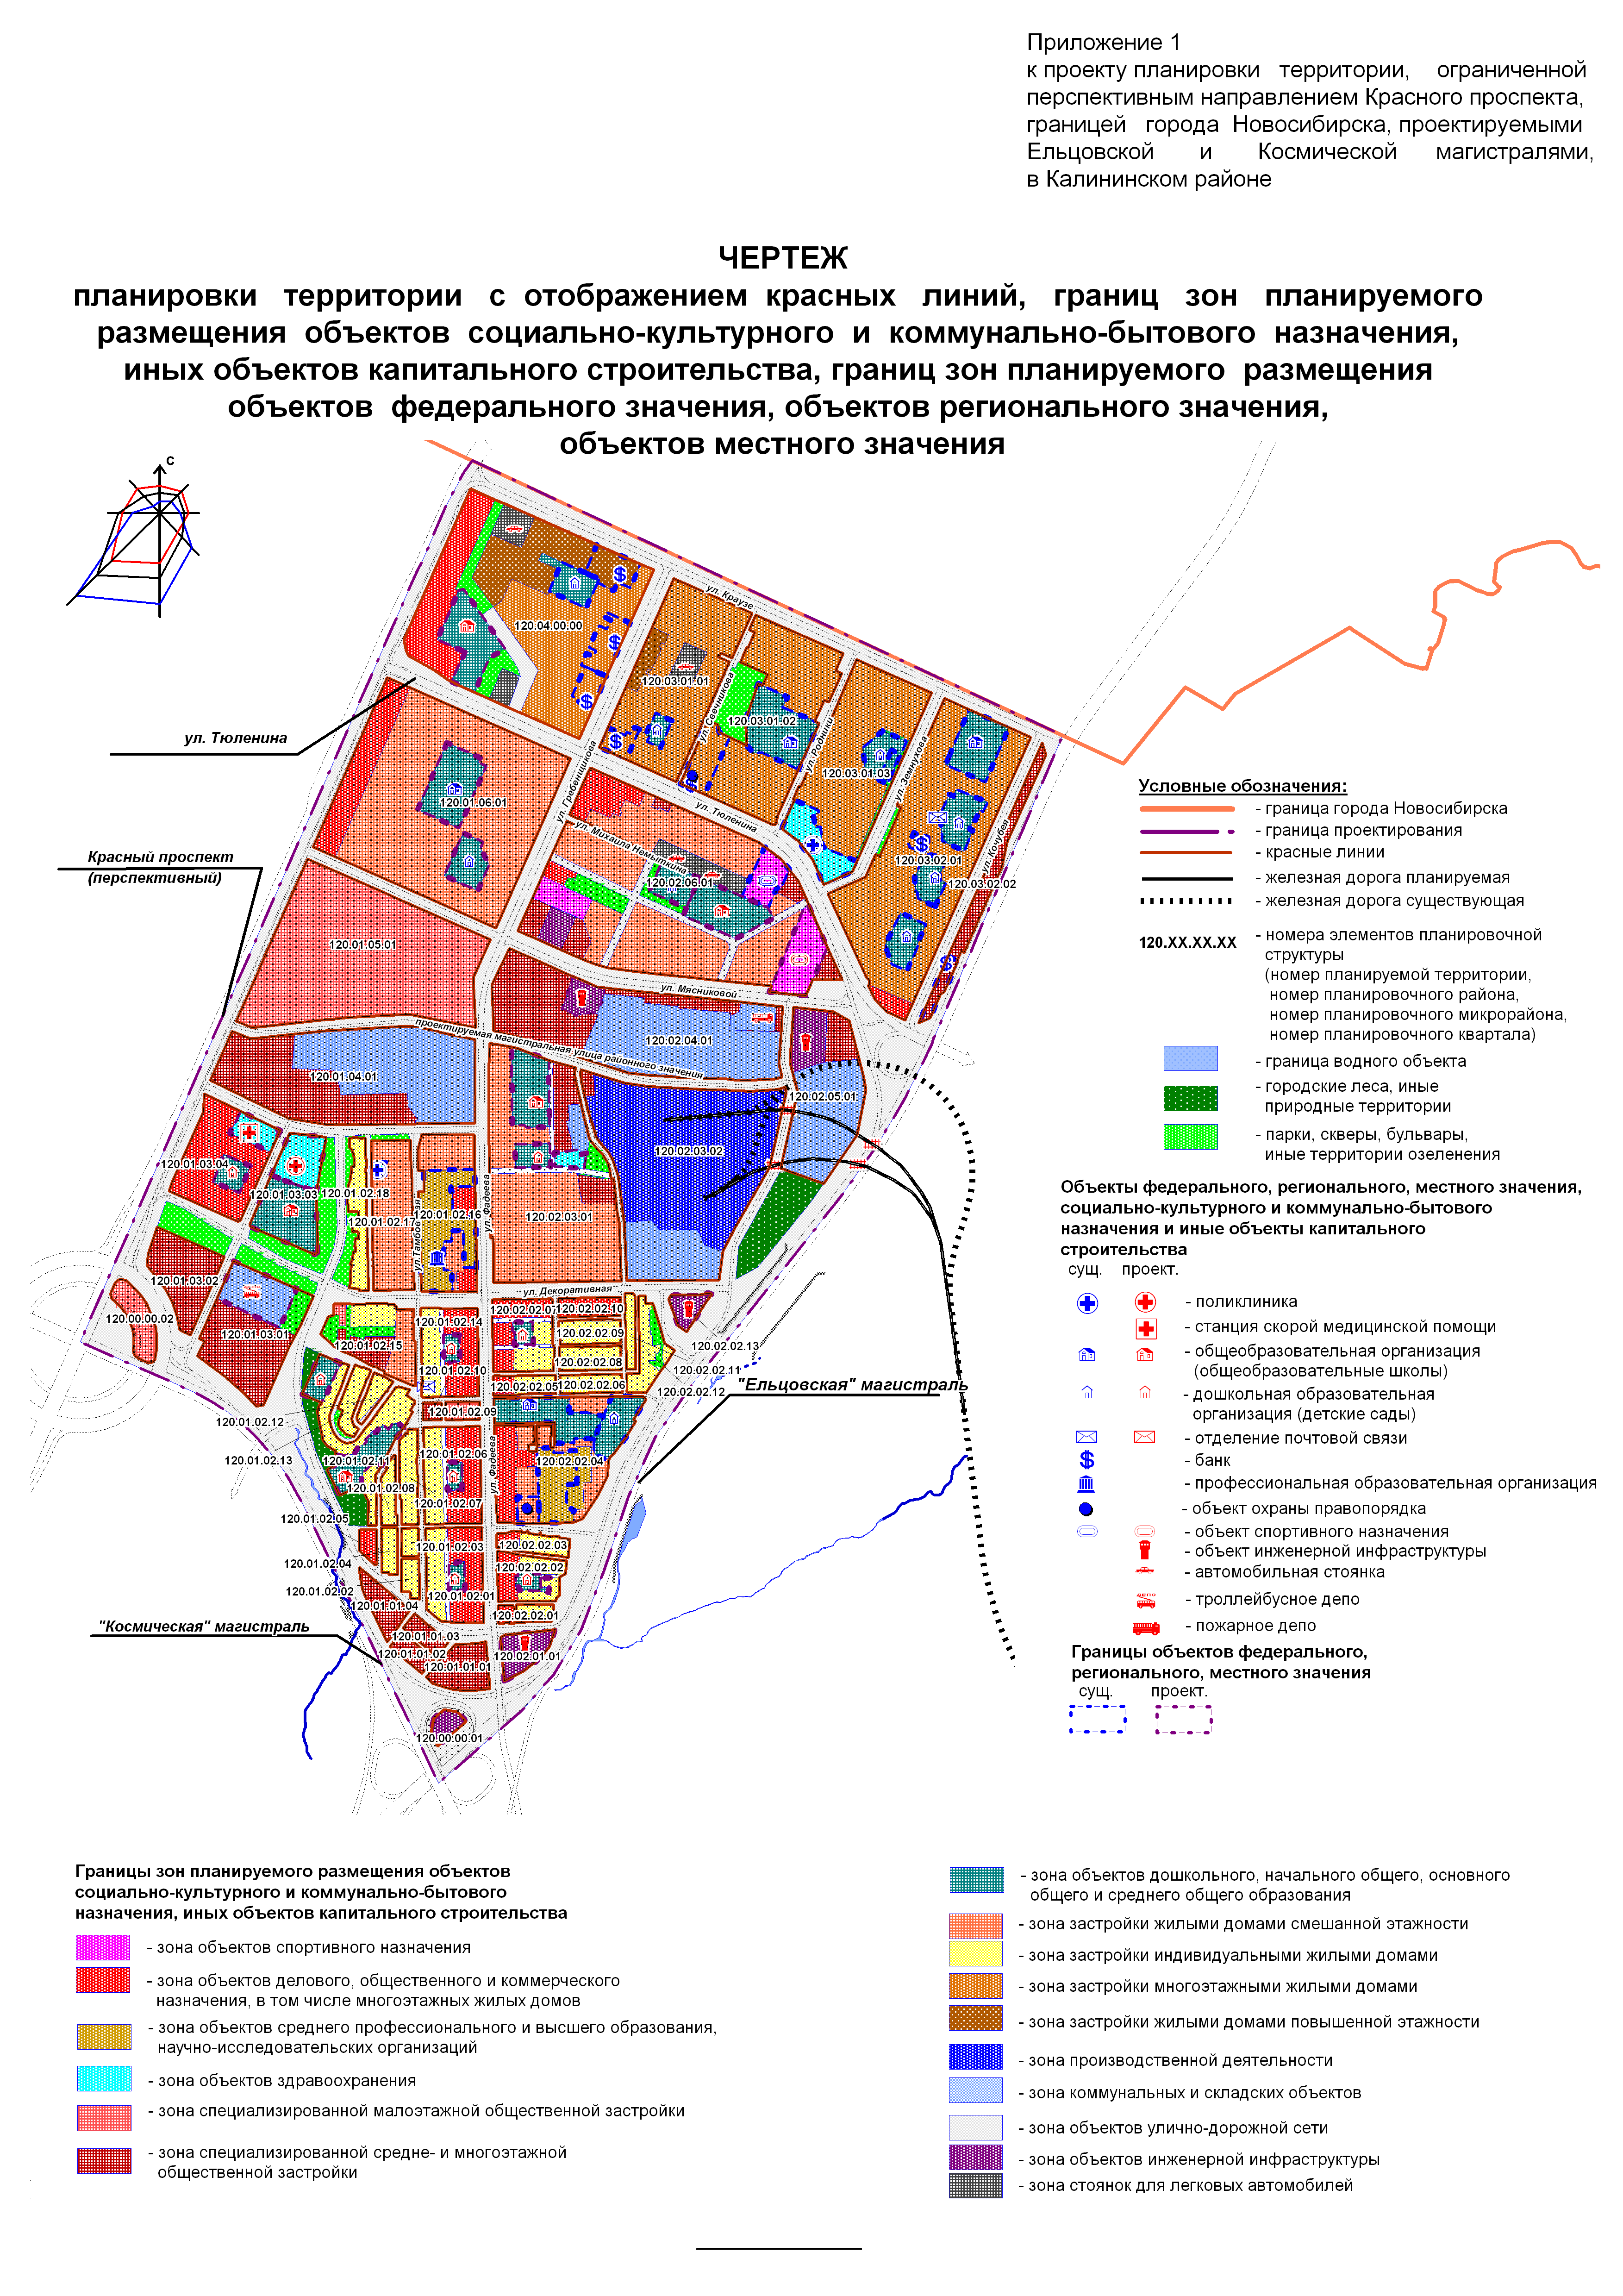 Приложение 1
к проекту планировки территории, ограниченной
перспективным направлением Красного проспекта,
границей города Новосибирска, проектируемыми
Ельцовской и Космической магистралями,
в Калининском районе
ЧЕРТЕЖ
планировки территории с отображением красных линий, границ зон планируемого
размещения объектов социально-культурного и коммунально-бытового назначения,
иных объектов капитального строительства, границ зон планируемого размещения
объектов федерального значения, объектов регионального значения,
объектов местного значения
С
ул. Краузе
120.04.00.00
120.03.01.01
ул. Свечникова
120.03.01.02
ул. Родники
120.03.01.03
ул. Земнухова
ул. Тюленина
ул. Гребенщикова
120.01.06.01
ул. Тюленина
ул. Михаила Немыткина
120.02.06.01
120.03.02.01
ул. Кочубея
120.03.02.02
Красный проспект
(перспективный)
120.01.05.01
ул. Мясниковой
проектируемая магистральная улица районного значения
120.02.04.01
120.01.04.01
120.02.05.01
120.02.03.02
120.01.03.04
120.01.03.03
120.01.02.18
120.01.02.17
120.01.02.16
ул. Фадеева
120.02.03.01
120.01.03.02
ул. Декоративная
120.00.00.02
120.01.03.01
120.01.02.15
120.01.02.14
120.02.02.07
120.02.02.10
120.02.02.09
120.02.02.08
120.02.02.13
120.02.02.11
120.01.02.10
120.02.02.05
120.02.02.06
120.02.02.12
"Ельцовская" магистраль
120.01.02.12
120.01.02.09
120.01.02.13
120.01.02.11
120.01.02.06
ул. Фадеева
120.02.02.04
120.01.02.08
120.01.02.07
120.01.02.05
120.01.02.03
120.02.02.03
120.01.02.04
120.02.02.02
120.01.02.02
120.01.02.01
120.01.01.04
120.02.02.01
"Космическая" магистраль
120.01.01.03
120.01.01.02
120.02.01.01
120.01.01.01
120.00.00.01
Условные обозначения:
- граница города Новосибирска
- граница проектирования
- красные линии
- железная дорога планируемая
- железная дорога существующая
120.XX.XX.XX
- номера элементов планировочной
структуры
(номер планируемой территории,
номер планировочного района,
номер планировочного микрорайона,
номер планировочного квартала)
- граница водного объекта
- городские леса, иные
природные территории
- парки, скверы, бульвары,
иные территории озеленения
Объекты федерального, регионального, местного значения,
социально-культурного и коммунально-бытового
назначения и иные объекты капитального
строительства
сущ. проект.
- поликлиника
- станция скорой медицинской помощи
- общеобразовательная организация
(общеобразовательные школы)
- дошкольная образовательная
организация (детские сады)
- отделение почтовой связи
- банк
- профессиональная образовательная организация
- объект охраны правопорядка
- объект спортивного назначения
- объект инженерной инфраструктуры
- автомобильная стоянка
- троллейбусное депо
- пожарное депо
Границы объектов федерального,
регионального, местного значения
сущ. проект.
Границы зон планируемого размещения объектов
социально-культурного и коммунально-бытового
назначения, иных объектов капитального строительства
- зона объектов спортивного назначения
- зона объектов делового, общественного и коммерческого
назначения, в том числе многоэтажных жилых домов
- зона объектов среднего профессионального и высшего образования,
научно-исследовательских организаций
- зона объектов здравоохранения
- зона специализированной малоэтажной общественной застройки
- зона специализированной средне- и многоэтажной
общественной застройки
- зона объектов дошкольного, начального общего, основного
общего и среднего общего образования
- зона застройки жилыми домами смешанной этажности
- зона застройки индивидуальными жилыми домами
- зона застройки многоэтажными жилыми домами
- зона застройки жилыми домами повышенной этажности
- зона производственной деятельности
- зона коммунальных и складских объектов
- зона объектов улично-дорожной сети
- зона объектов инженерной инфраструктуры
- зона стоянок для легковых автомобилей